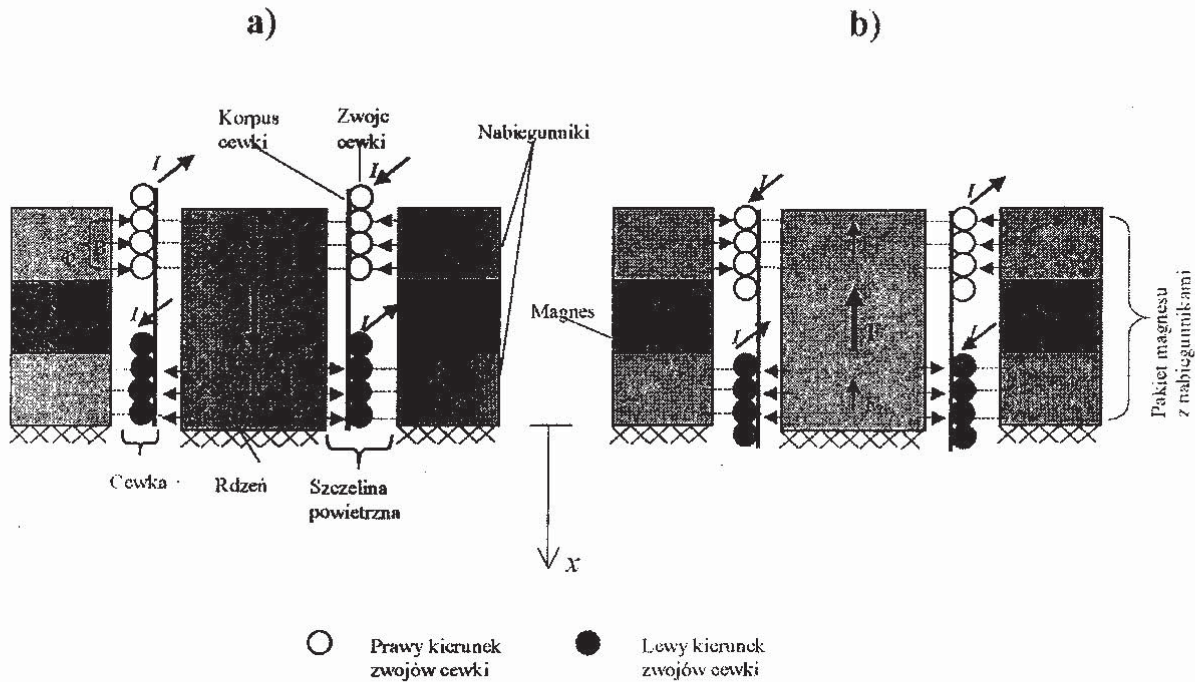 a)
b)
Korpus
cewki
Zwoje
cewki
Nabiegunniki
I
I
I
I
I
I
I
I
Magnes
Pakiet magnesu
z nabiegunnikami
Cewka
Rdzeń
Szczelina
powietrzna
x
Prawy kierunek
zwojów cewki
Lewy kierunek
zwojów cewki